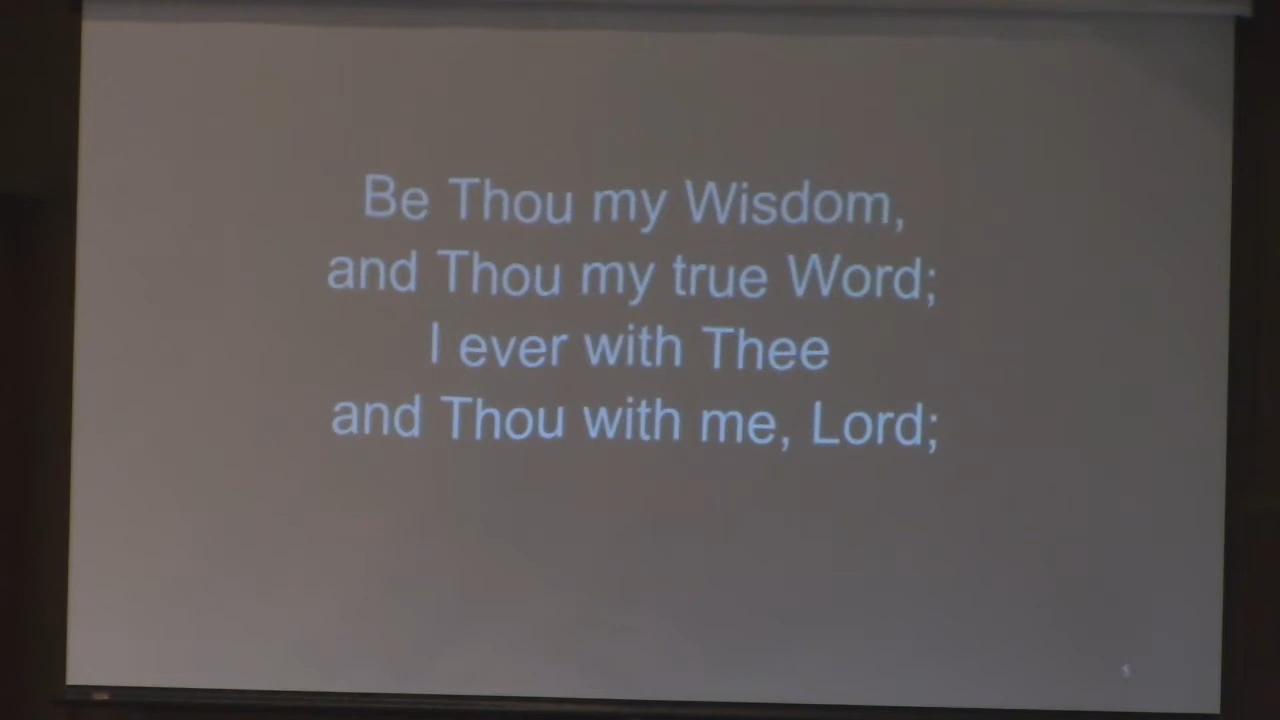 Be Thou my Wisdom,
and Thou my true Word;
I ever with Thee
and Thou with me, Lord;